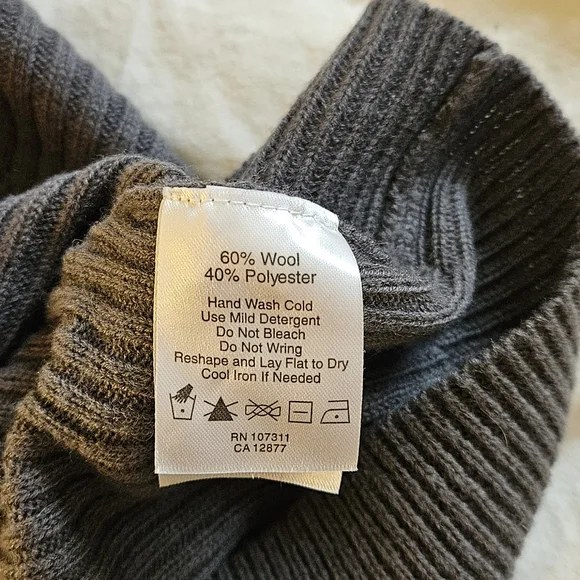 60% Wool
40% Polyester
Hand Wash Cold
Use Mild Detergent
Do Not Bleach
Do Not Wring
Reshape and Lay Flat to Dry
Cool Iron If Needed
RN 107311
CA 12877